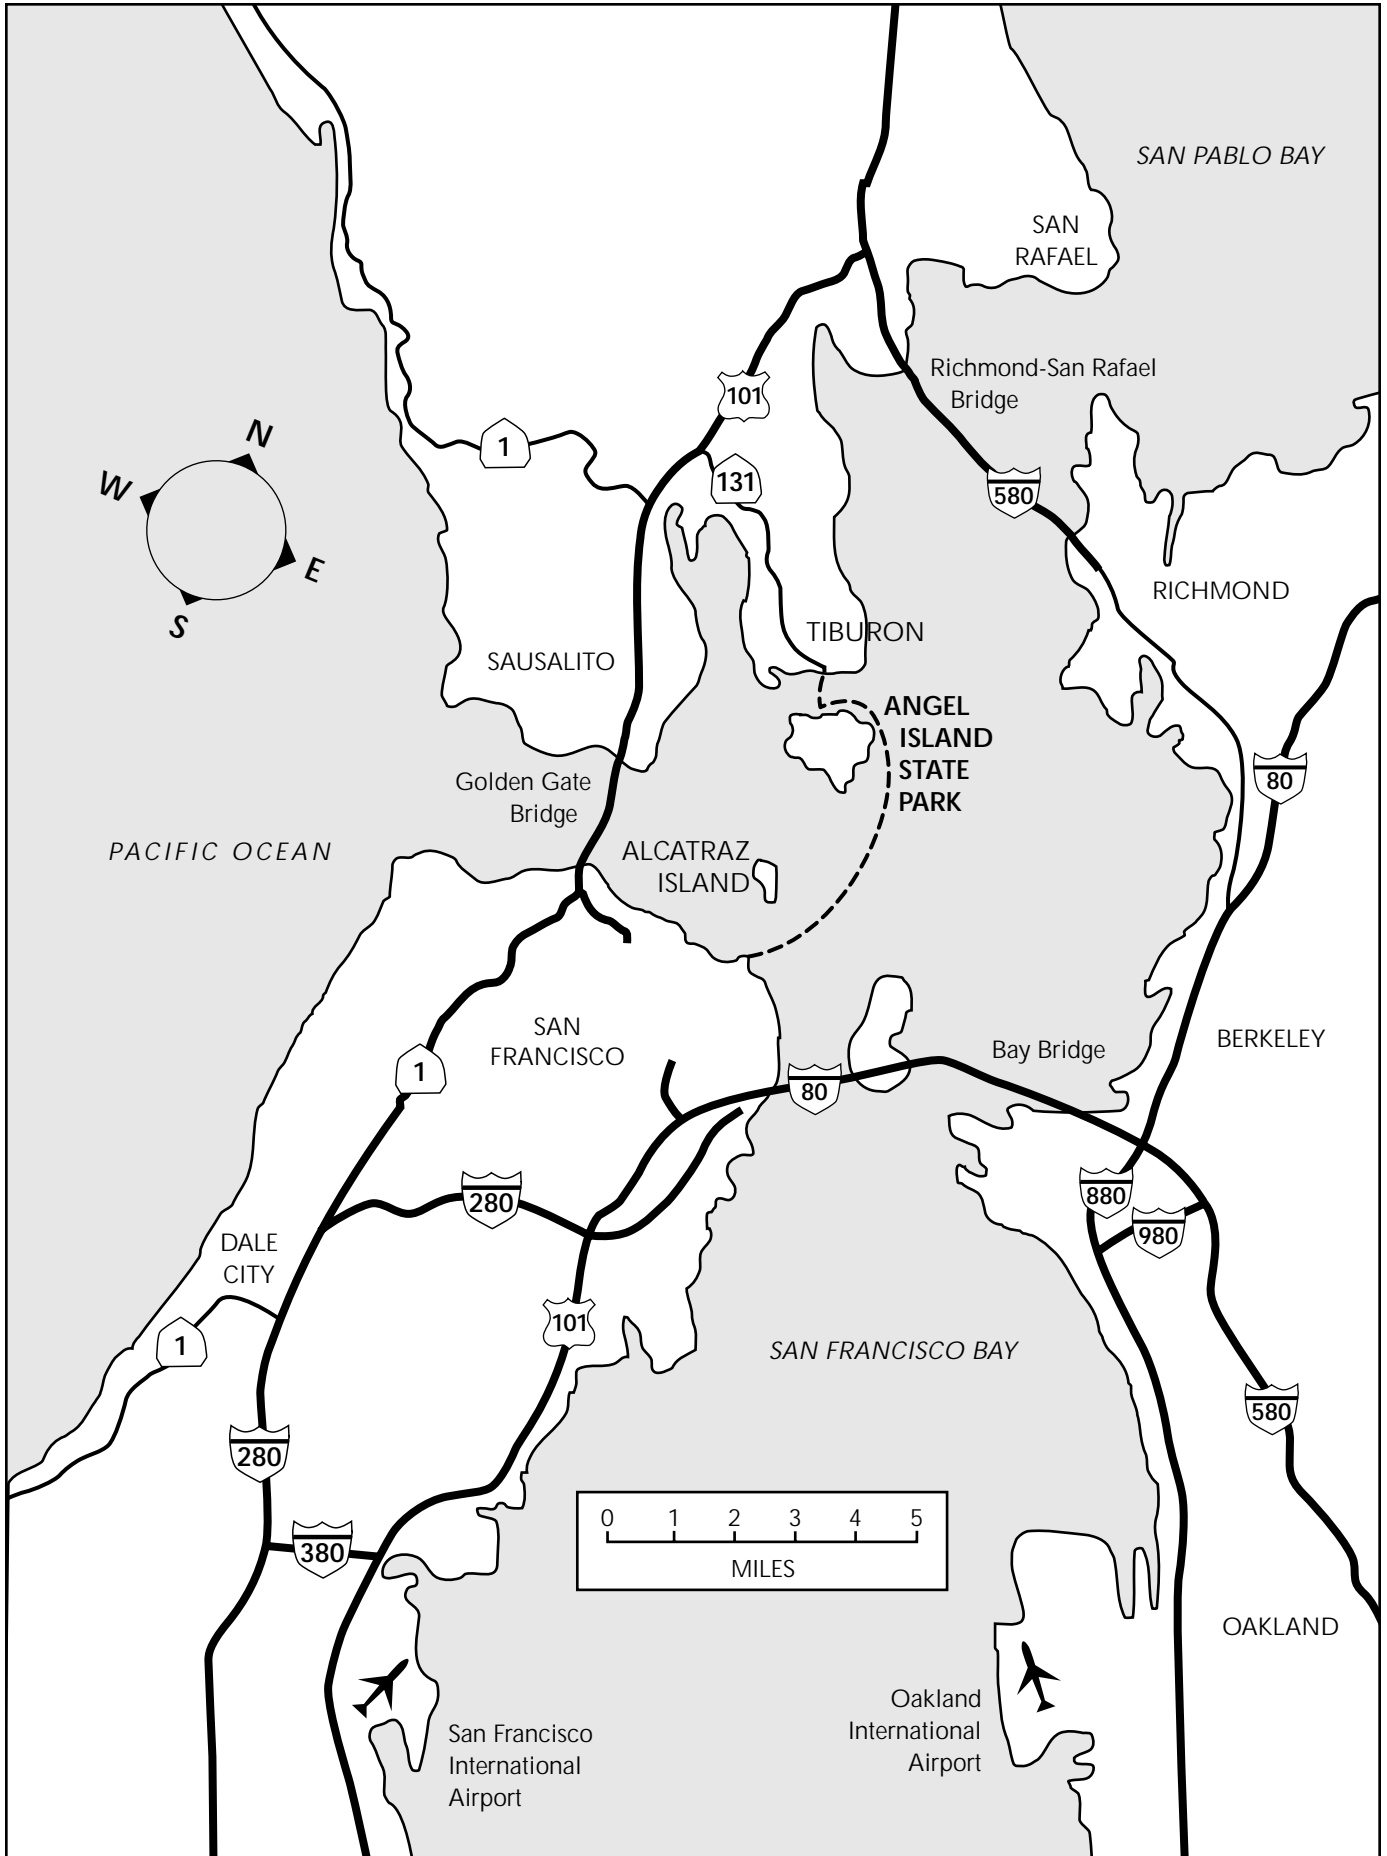 SAN PABLO BAY
SAN
RAFAEL
Richmond-San Rafael
Bridge
101
N
1
W
131
580
E
RICHMOND
S
TIBURON
SAUSALITO
ANGEL
ISLAND
STATE
PARK
80
Golden Gate
Bridge
PACIFIC OCEAN
ALCATRAZ
ISLAND
SAN
FRANCISCO
BERKELEY
Bay Bridge
1
80
280
880
980
DALE
CITY
101
1
SAN FRANCISCO BAY
580
280
0 1 2 3 4 5
MILES
380
OAKLAND
Oakland
International
Airport
San Francisco
International
Airport